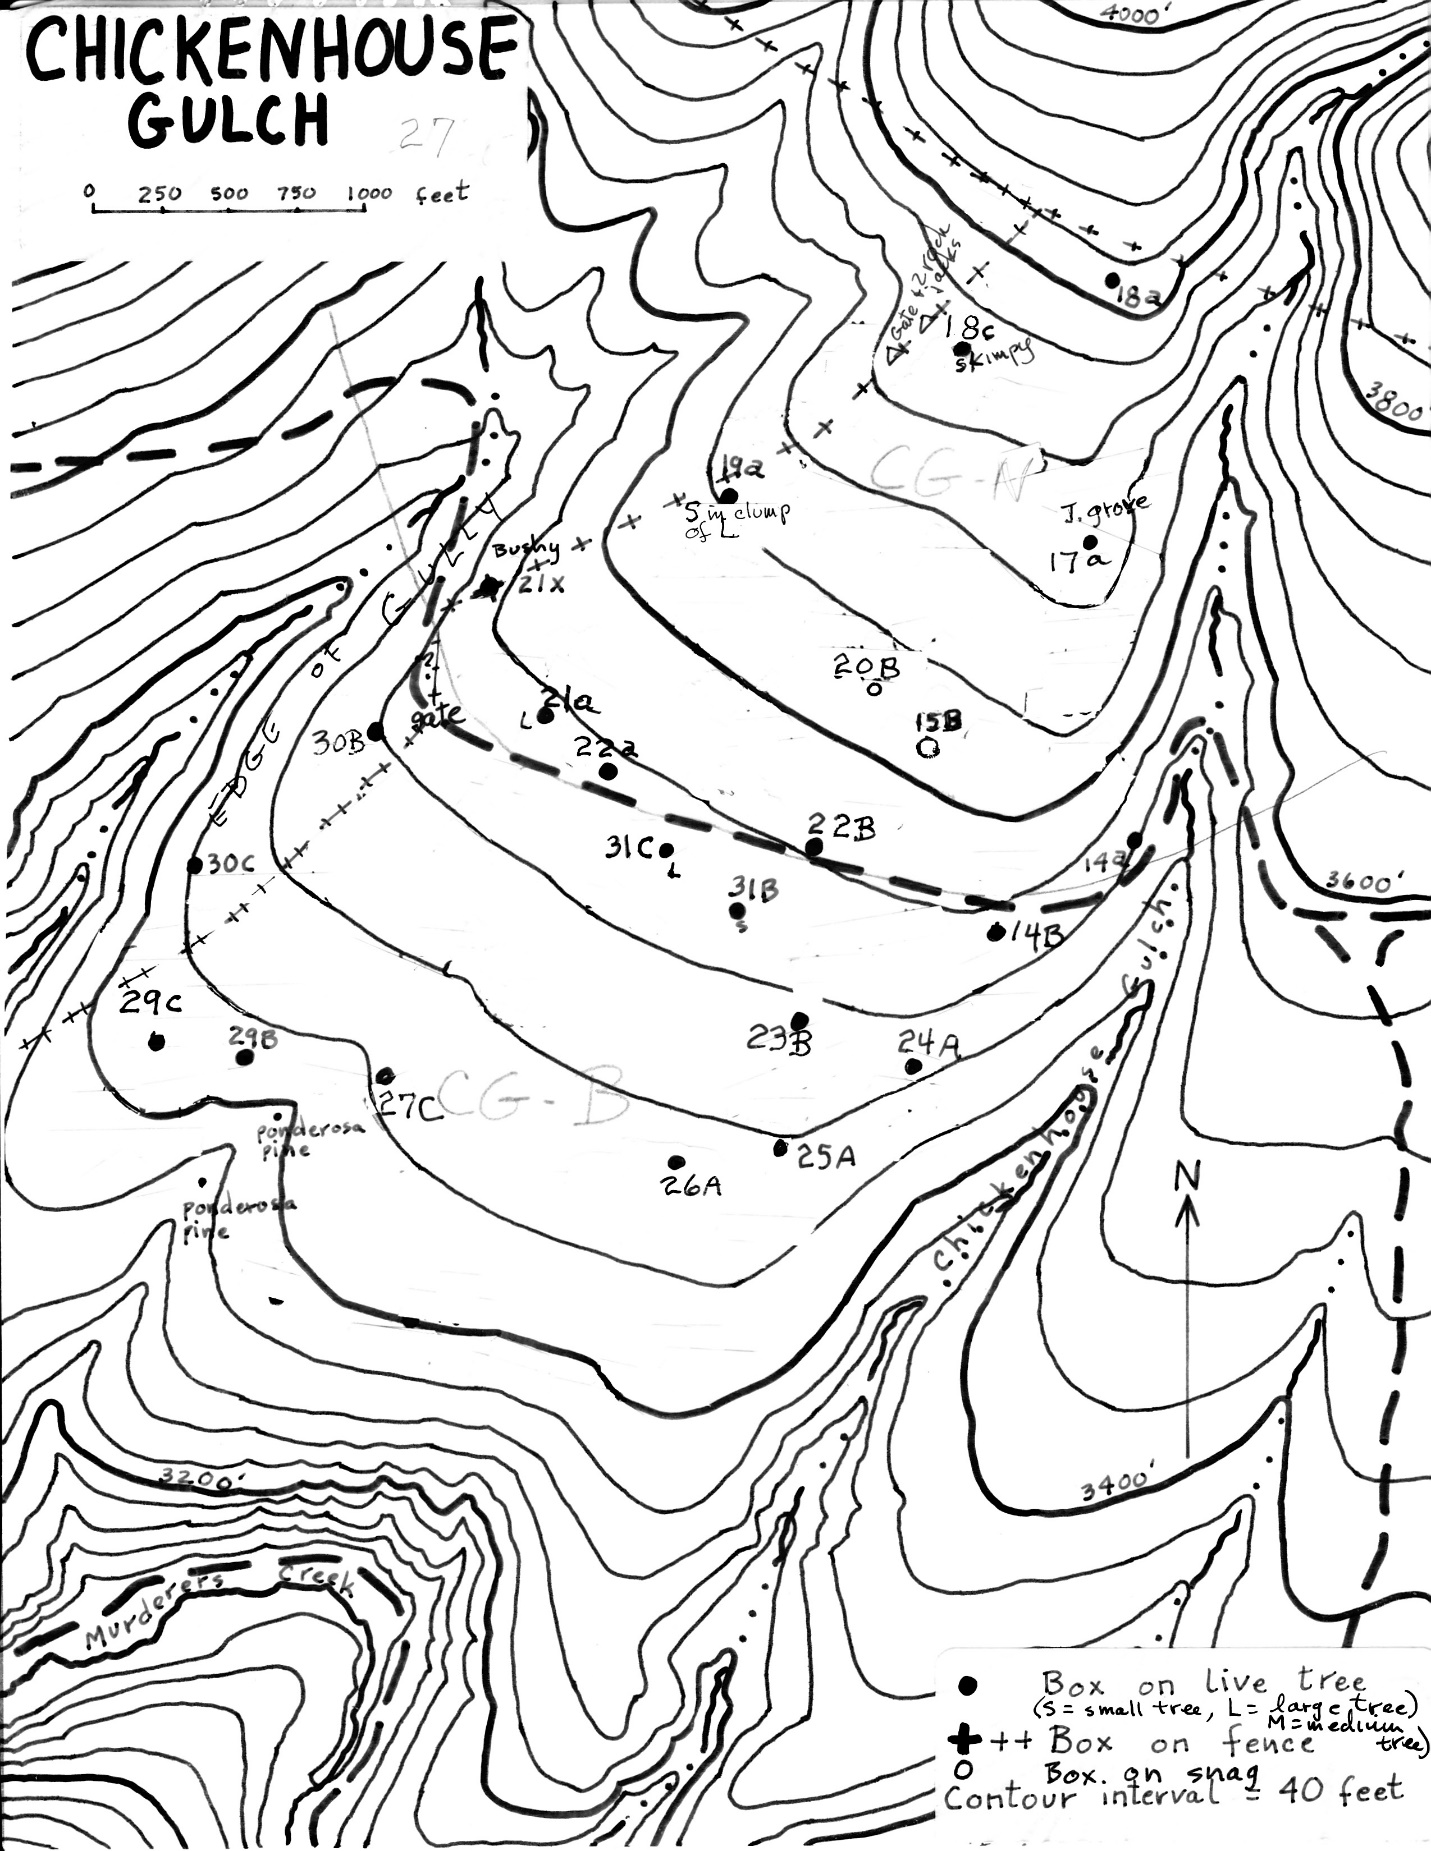 CHICKENHOUSE
GULCH
27
0 250 500 750 1000 feet
4000'
Gate & 2 rock
Jacks
18a
18c
skimpy
3800'
19a
S in clump
of L
CG-N
J. grove
17a
Bushy
21x
EDGE OF GULLY
20B
15B
?
gate
L 21a
30B
22a
22B
31C
L
14a
30C
31B
S
3600'
14B
29C
23B
29B
24A
27C
CG-B
ponderosa
pine
25A
26A
N
ponderosa
pine
Chickenhouse Gulch
3200'
3400'
Murderers Creek
Box on live tree
(S = small tree, L = large tree)
M = medium
tree)
++ Box on fence
Box. on snag
Contour interval = 40 feet